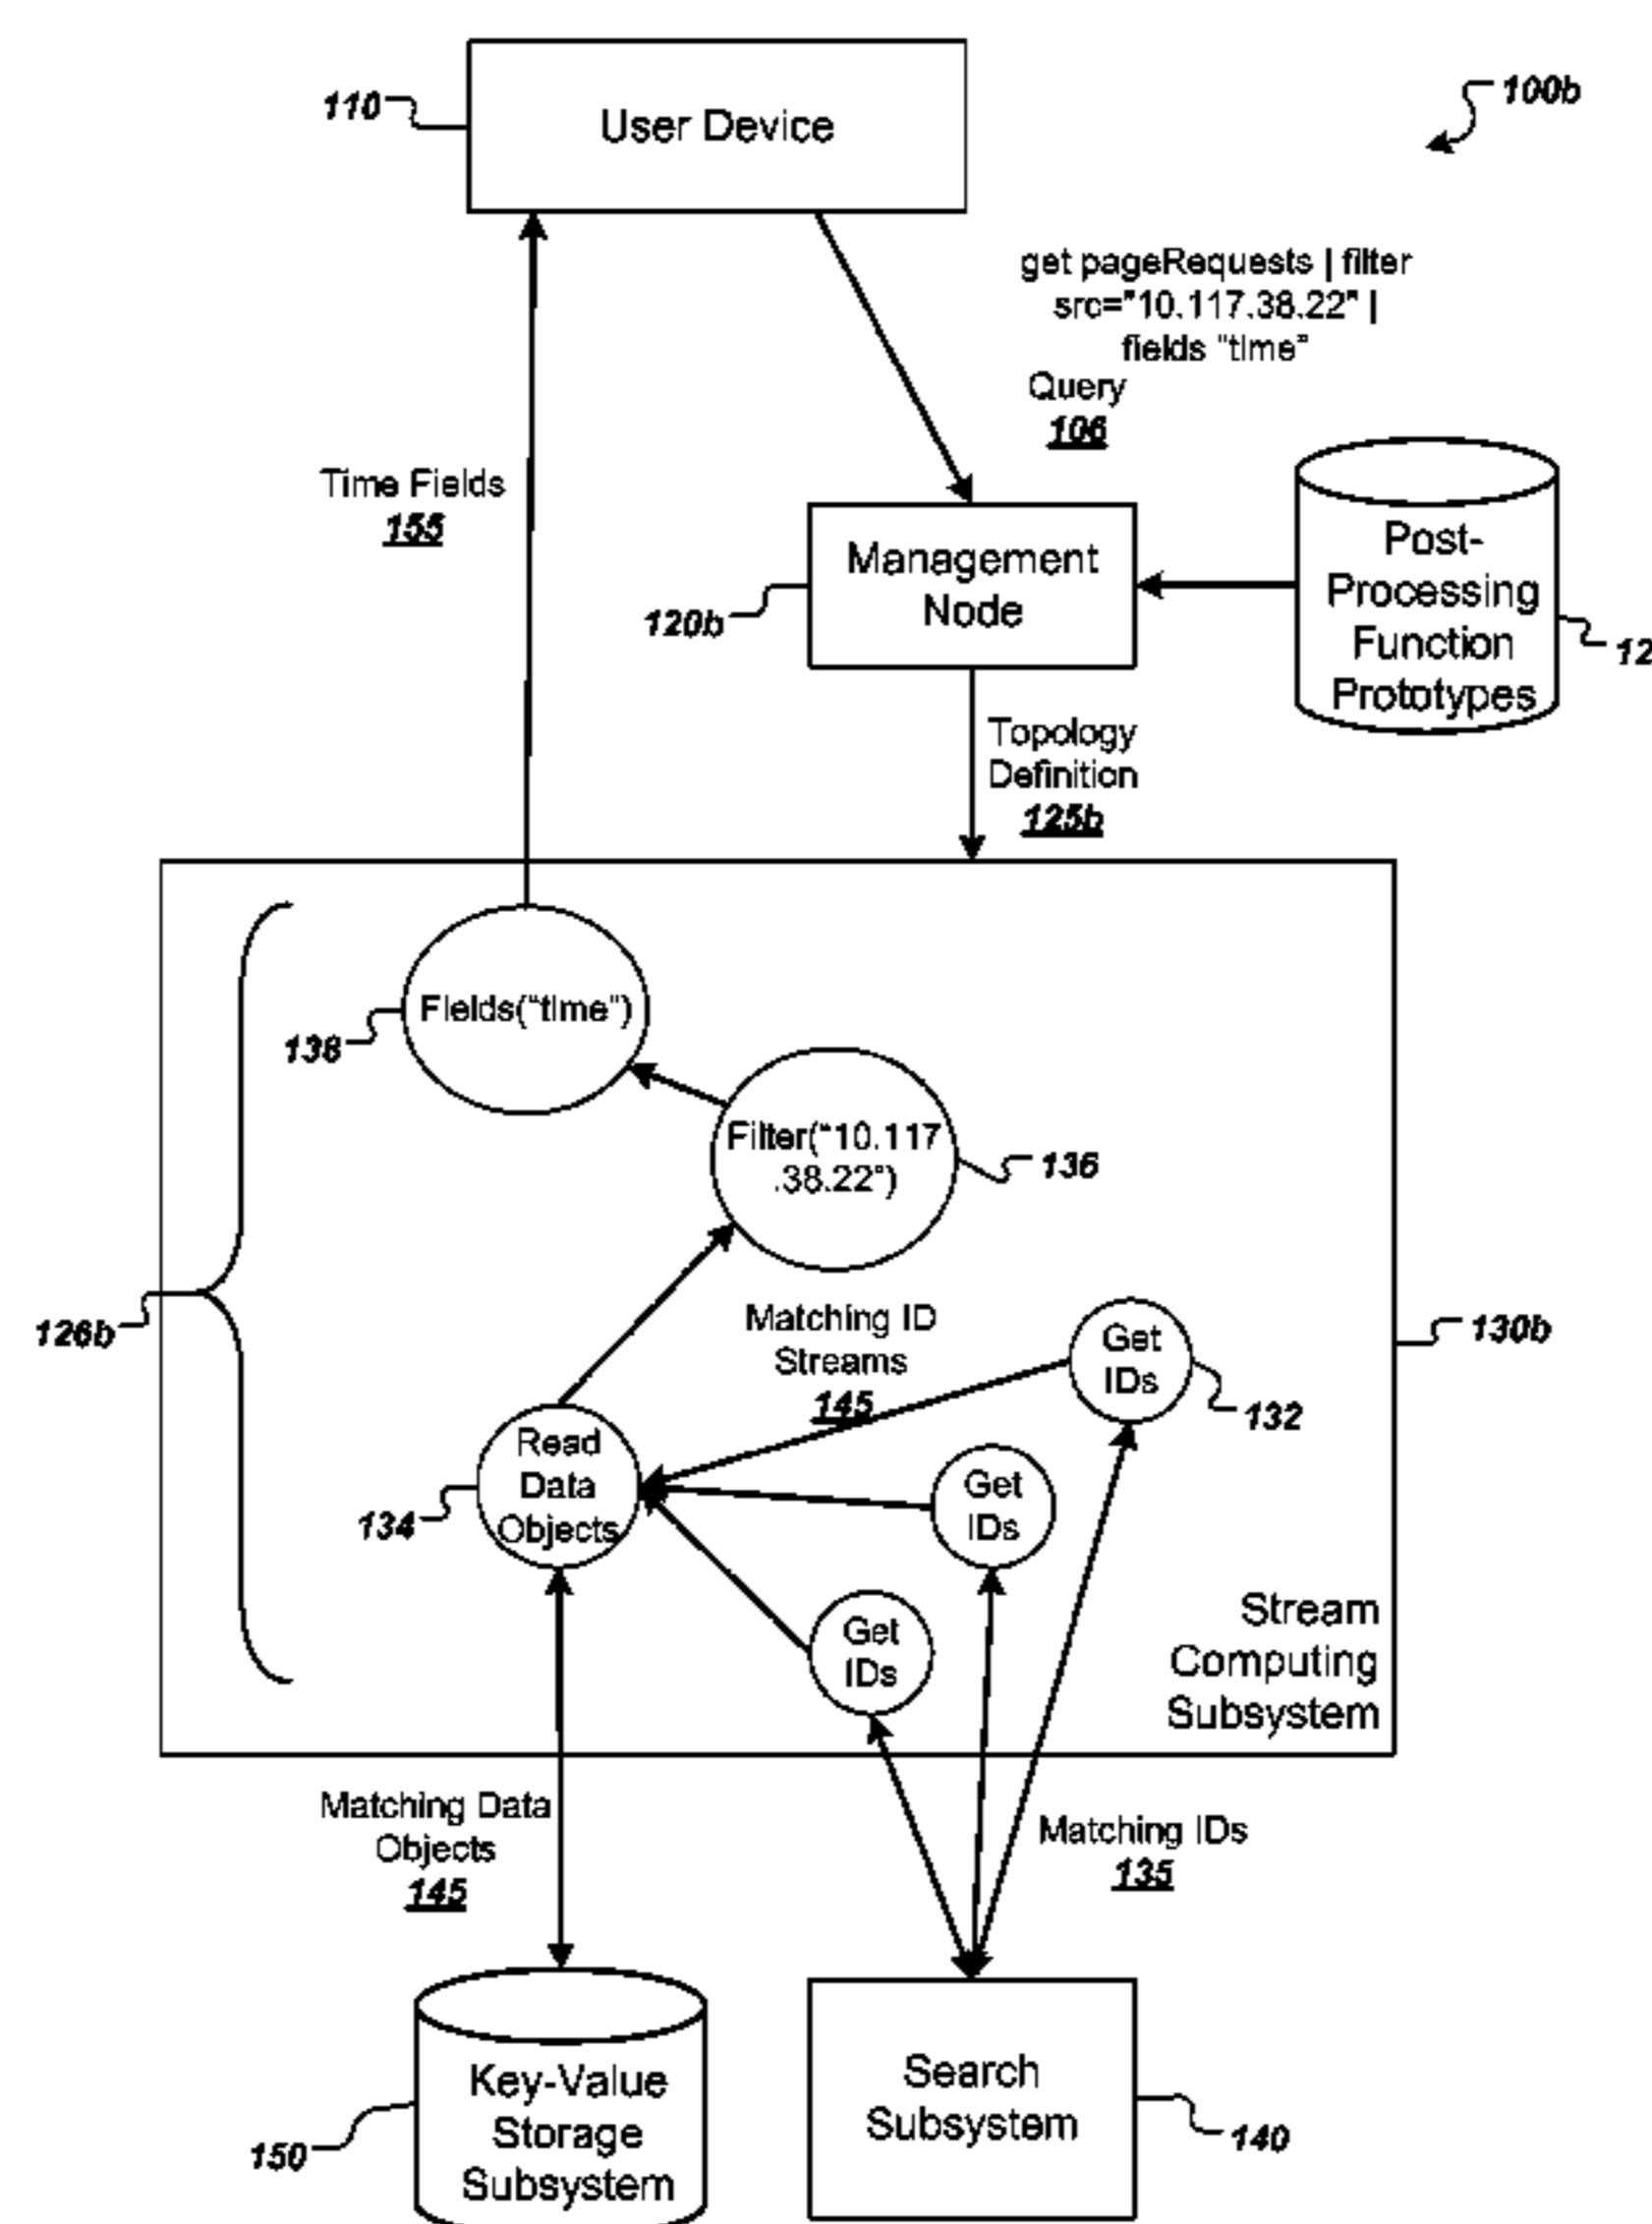 110
User Device
100b
get pageRequests | filter
src="10.117.38.22" |
fields "time"
Query
106
Time Fields
155
Management
Node
120b
Post-
Processing
Function
Prototypes
12
Topology
Definition
125b
Fields("time")
138
Filter("10.117
.38.22")
136
126b
130b
Matching ID
Streams
145
Get
IDs
132
Read
Data
Objects
134
Get
IDs
Get
IDs
Stream
Computing
Subsystem
Matching Data
Objects
145
Matching IDs
135
Key-Value
Storage
Subsystem
150
Search
Subsystem
140